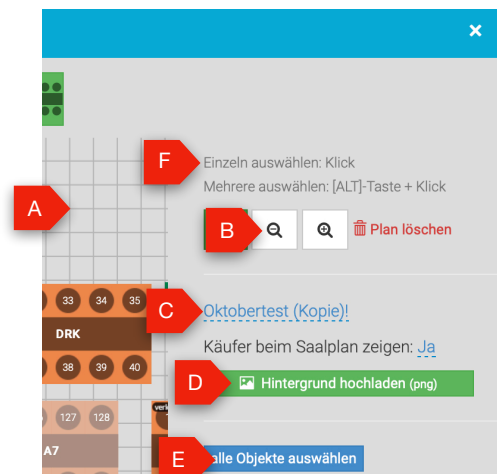 ×
F
Einzeln auswählen: Klick
Mehrere auswählen: [ALT]-Taste + Klick
A
B
Plan löschen
33 34 35
C
Oktobertest (Kopie)!
DRK
Käufer beim Saalplan zeigen: Ja
38 39 40
D
Hintergrund hochladen (png)
127 128
A7
E
alle Objekte auswählen